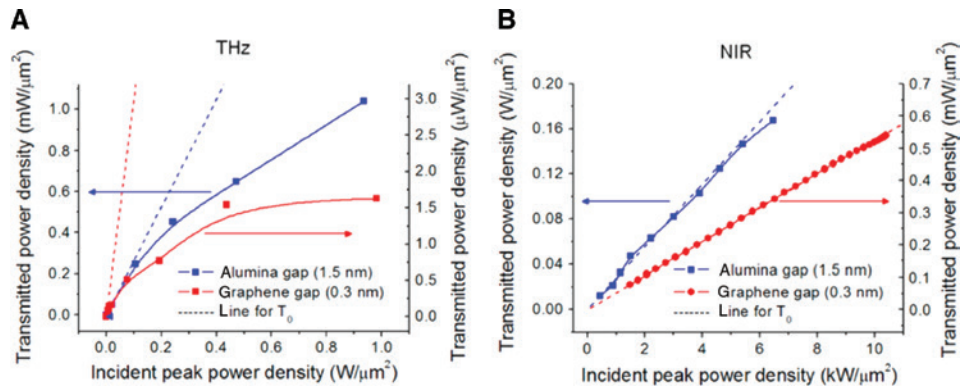 A
THz
Transmitted power density (mW/μm²)
1.0
0.8
0.6
0.4
0.2
0.0
3.0
2.5
2.0
1.5
1.0
0.5
0.0
Transmitted power density (μW/μm²)
Alumina gap (1.5 nm)
Graphene gap (0.3 nm)
Line for T₀
0.0 0.2 0.4 0.6 0.8 1.0
Incident peak power density (W/μm²)
B
NIR
Transmitted power density (W/μm²)
0.20
0.16
0.12
0.08
0.04
0.00
0.7
0.6
0.5
0.4
0.3
0.2
0.1
0.0
Transmitted power density (mW/μm²)
Alumina gap (1.5 nm)
Graphene gap (0.3 nm)
Line for T₀
0 2 4 6 8 10
Incident peak power density (kW/μm²)